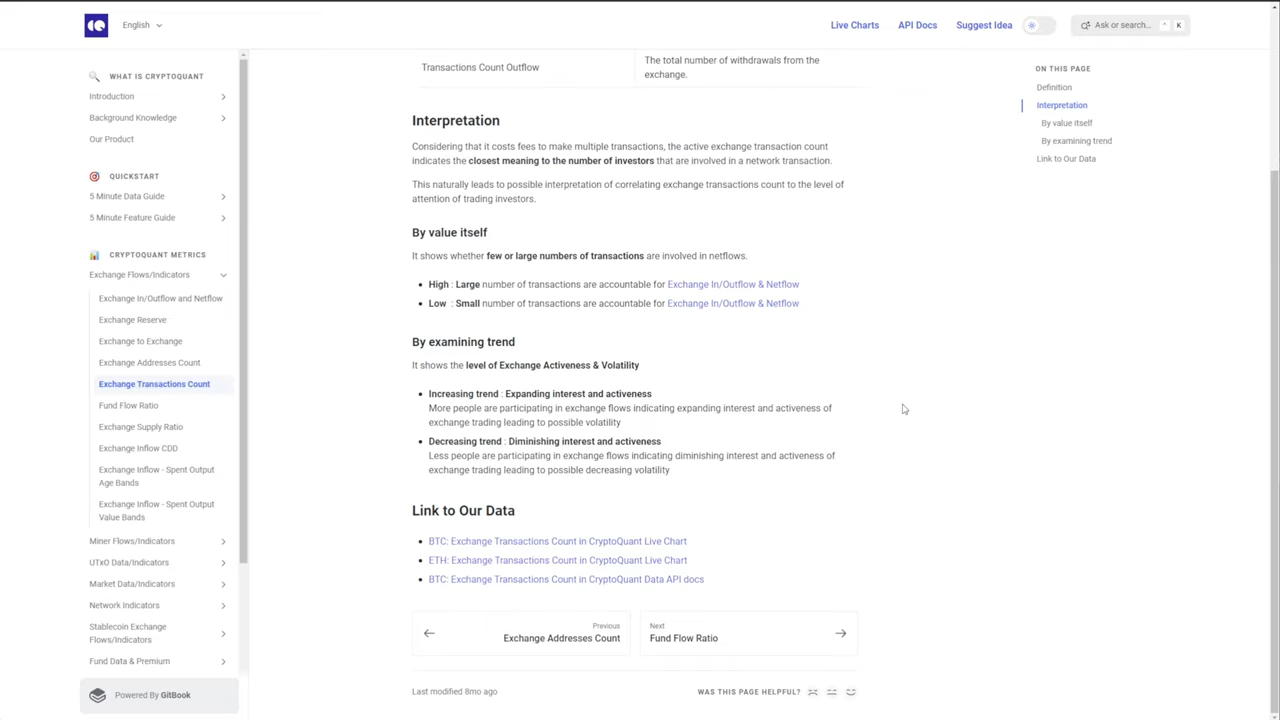 English
Live Charts
API Docs
Suggest Idea
Ask or search...
^
K
WHAT IS CRYPTOQUANT
Introduction
Background Knowledge
Our Product
QUICKSTART
5 Minute Data Guide
5 Minute Feature Guide
CRYPTOQUANT METRICS
Exchange Flows/Indicators
Exchange In/Outflow and Netflow
Exchange Reserve
Exchange to Exchange
Exchange Addresses Count
Exchange Transactions Count
Fund Flow Ratio
Exchange Supply Ratio
Exchange Inflow CDD
Exchange Inflow - Spent Output
Age Bands
Exchange Inflow - Spent Output
Value Bands
Miner Flows/Indicators
UTxO Data/Indicators
Market Data/Indicators
Network Indicators
Stablecoin Exchange
Flows/Indicators
Fund Data & Premium
Powered By GitBook
Transactions Count Outflow
The total number of withdrawals from the
exchange.
Interpretation
Considering that it costs fees to make multiple transactions, the active exchange transaction count
indicates the closest meaning to the number of investors that are involved in a network transaction.
This naturally leads to possible interpretation of correlating exchange transactions count to the level of
attention of trading investors.
By value itself
It shows whether few or large numbers of transactions are involved in netflows.
• High : Large number of transactions are accountable for Exchange In/Outflow & Netflow
• Low : Small number of transactions are accountable for Exchange In/Outflow & Netflow
By examining trend
It shows the level of Exchange Activeness & Volatility
• Increasing trend : Expanding interest and activeness
More people are participating in exchange flows indicating expanding interest and activeness of
exchange trading leading to possible volatility
• Decreasing trend : Diminishing interest and activeness
Less people are participating in exchange flows indicating diminishing interest and activeness of
exchange trading leading to possible decreasing volatility
Link to Our Data
• BTC: Exchange Transactions Count in CryptoQuant Live Chart
• ETH: Exchange Transactions Count in CryptoQuant Live Chart
• BTC: Exchange Transactions Count in CryptoQuant Data API docs
Previous
Exchange Addresses Count
Next
Fund Flow Ratio
Last modified 8mo ago
WAS THIS PAGE HELPFUL?
ON THIS PAGE
Definition
Interpretation
By value itself
By examining trend
Link to Our Data